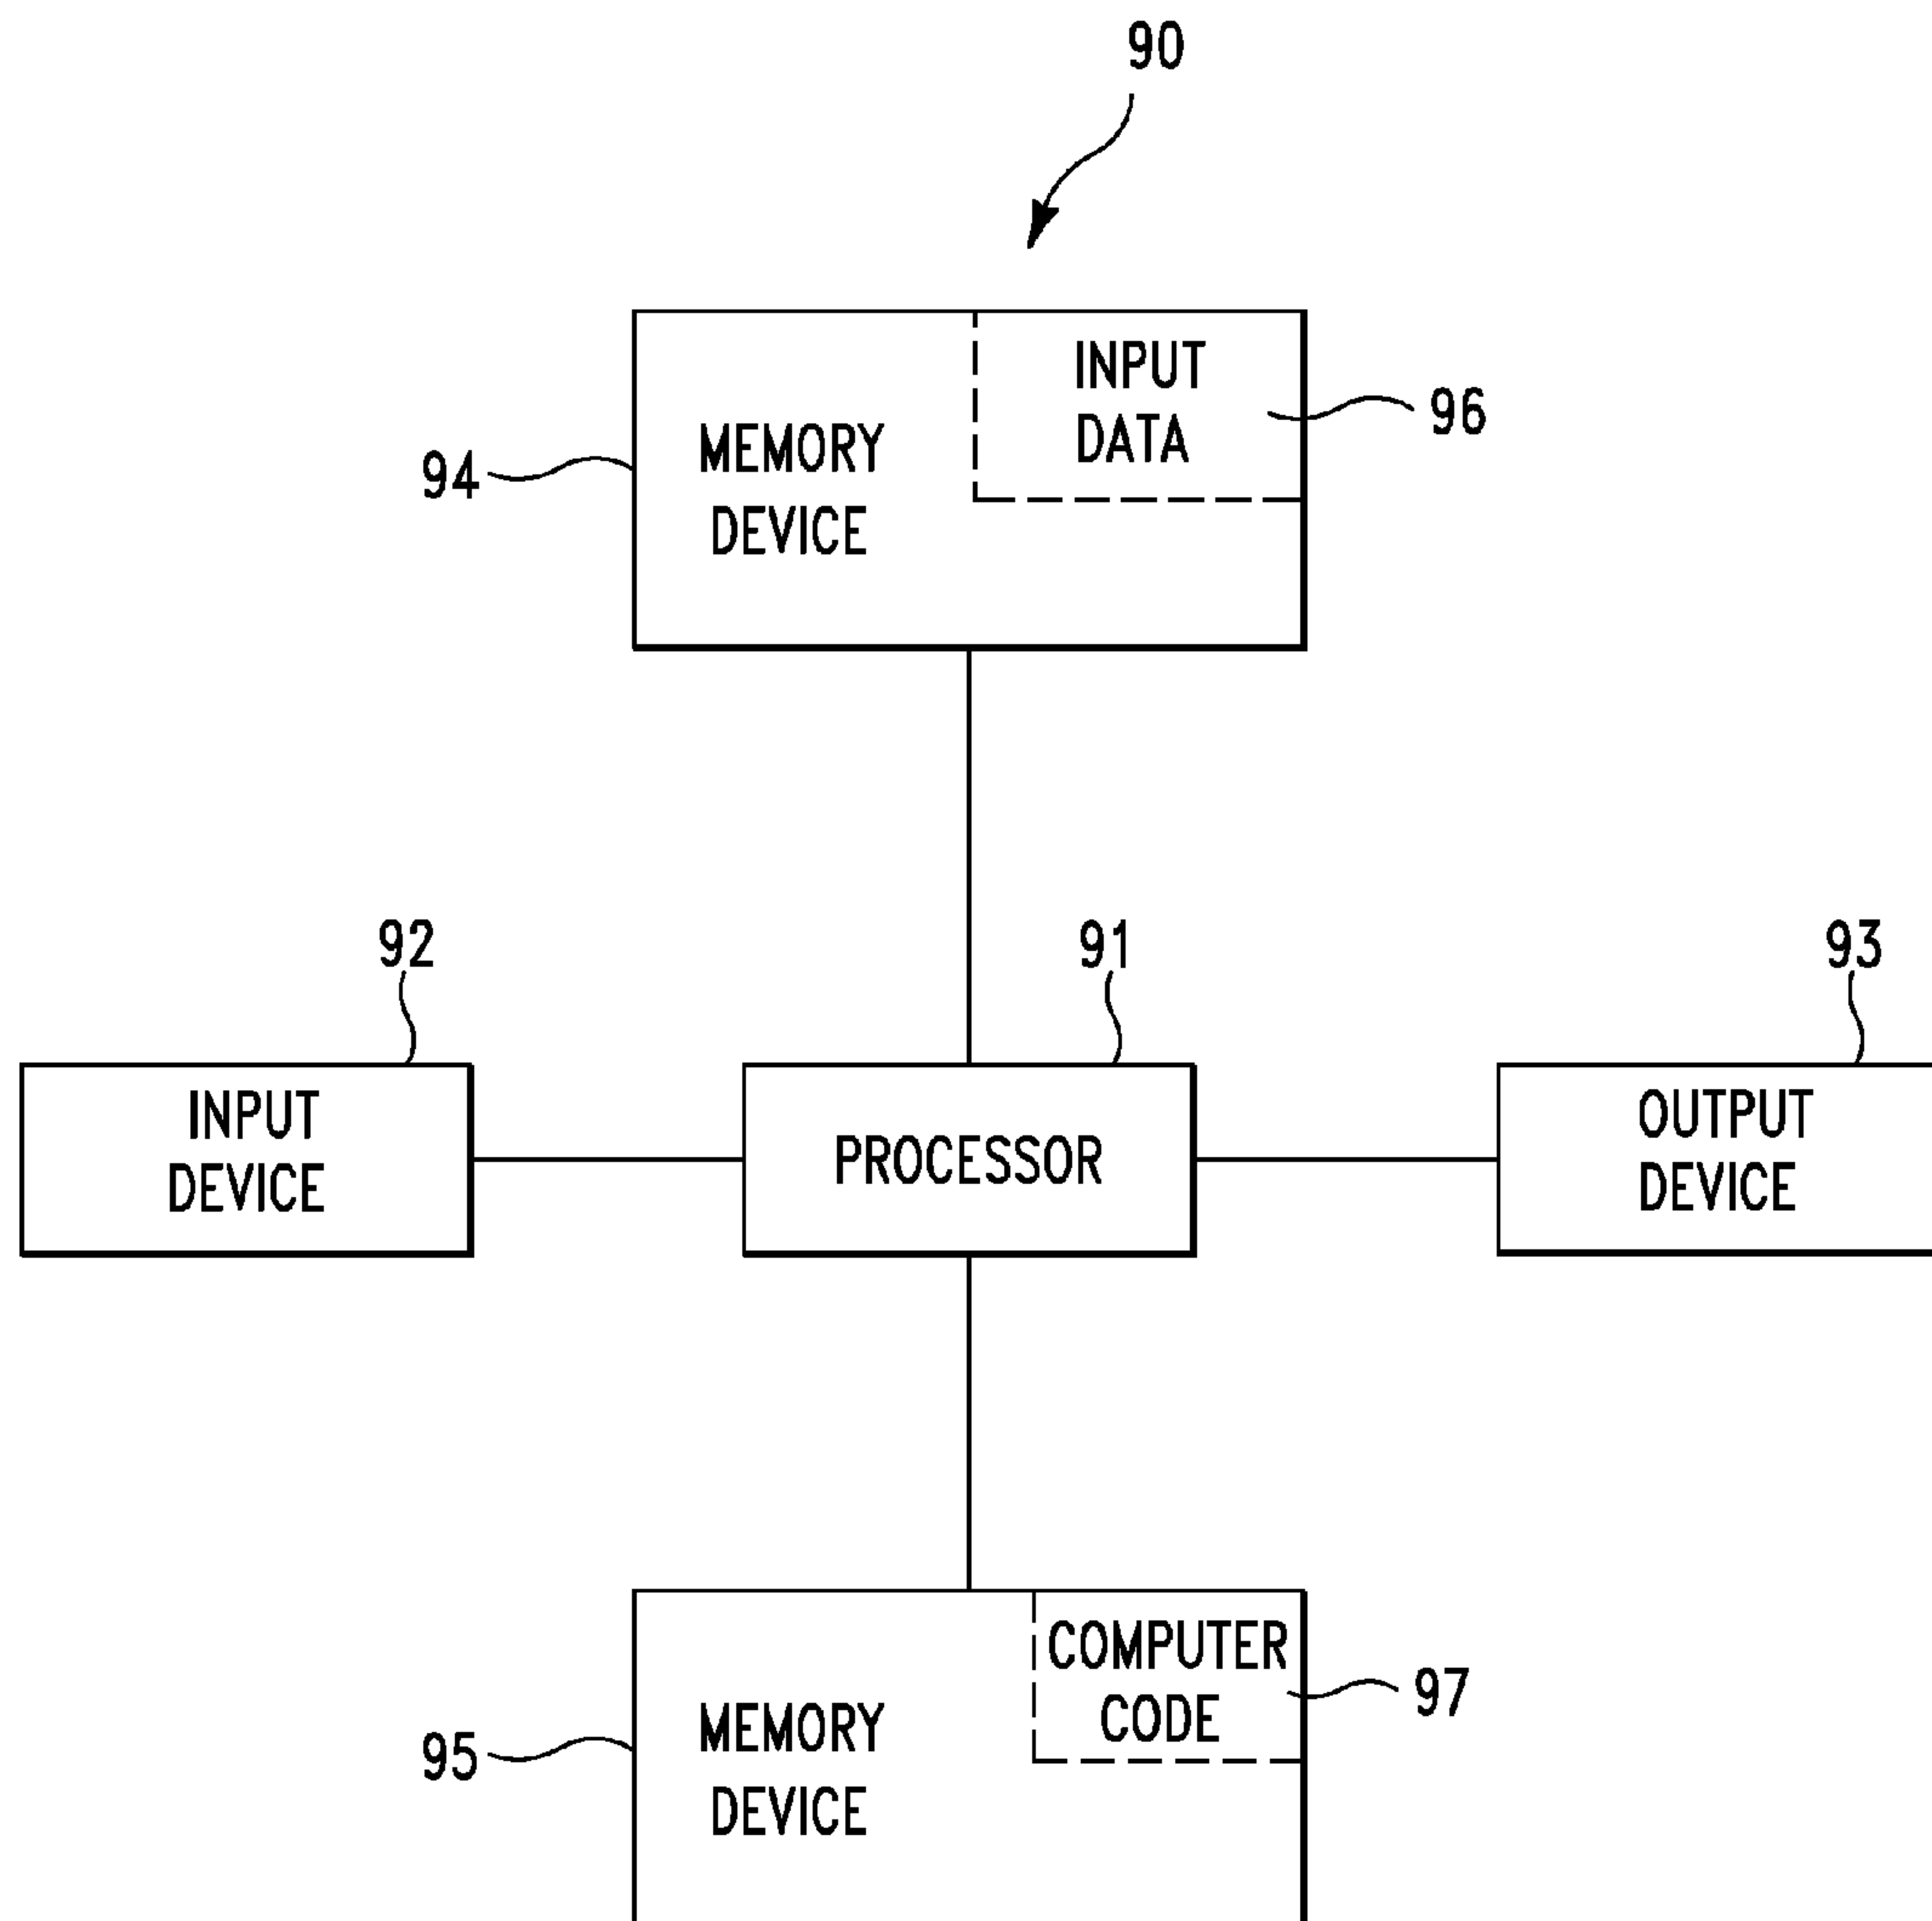 90
INPUT
DATA
96
MEMORY
DEVICE
94
92
91
93
INPUT
DEVICE
PROCESSOR
OUTPUT
DEVICE
COMPUTER
CODE
97
MEMORY
DEVICE
95